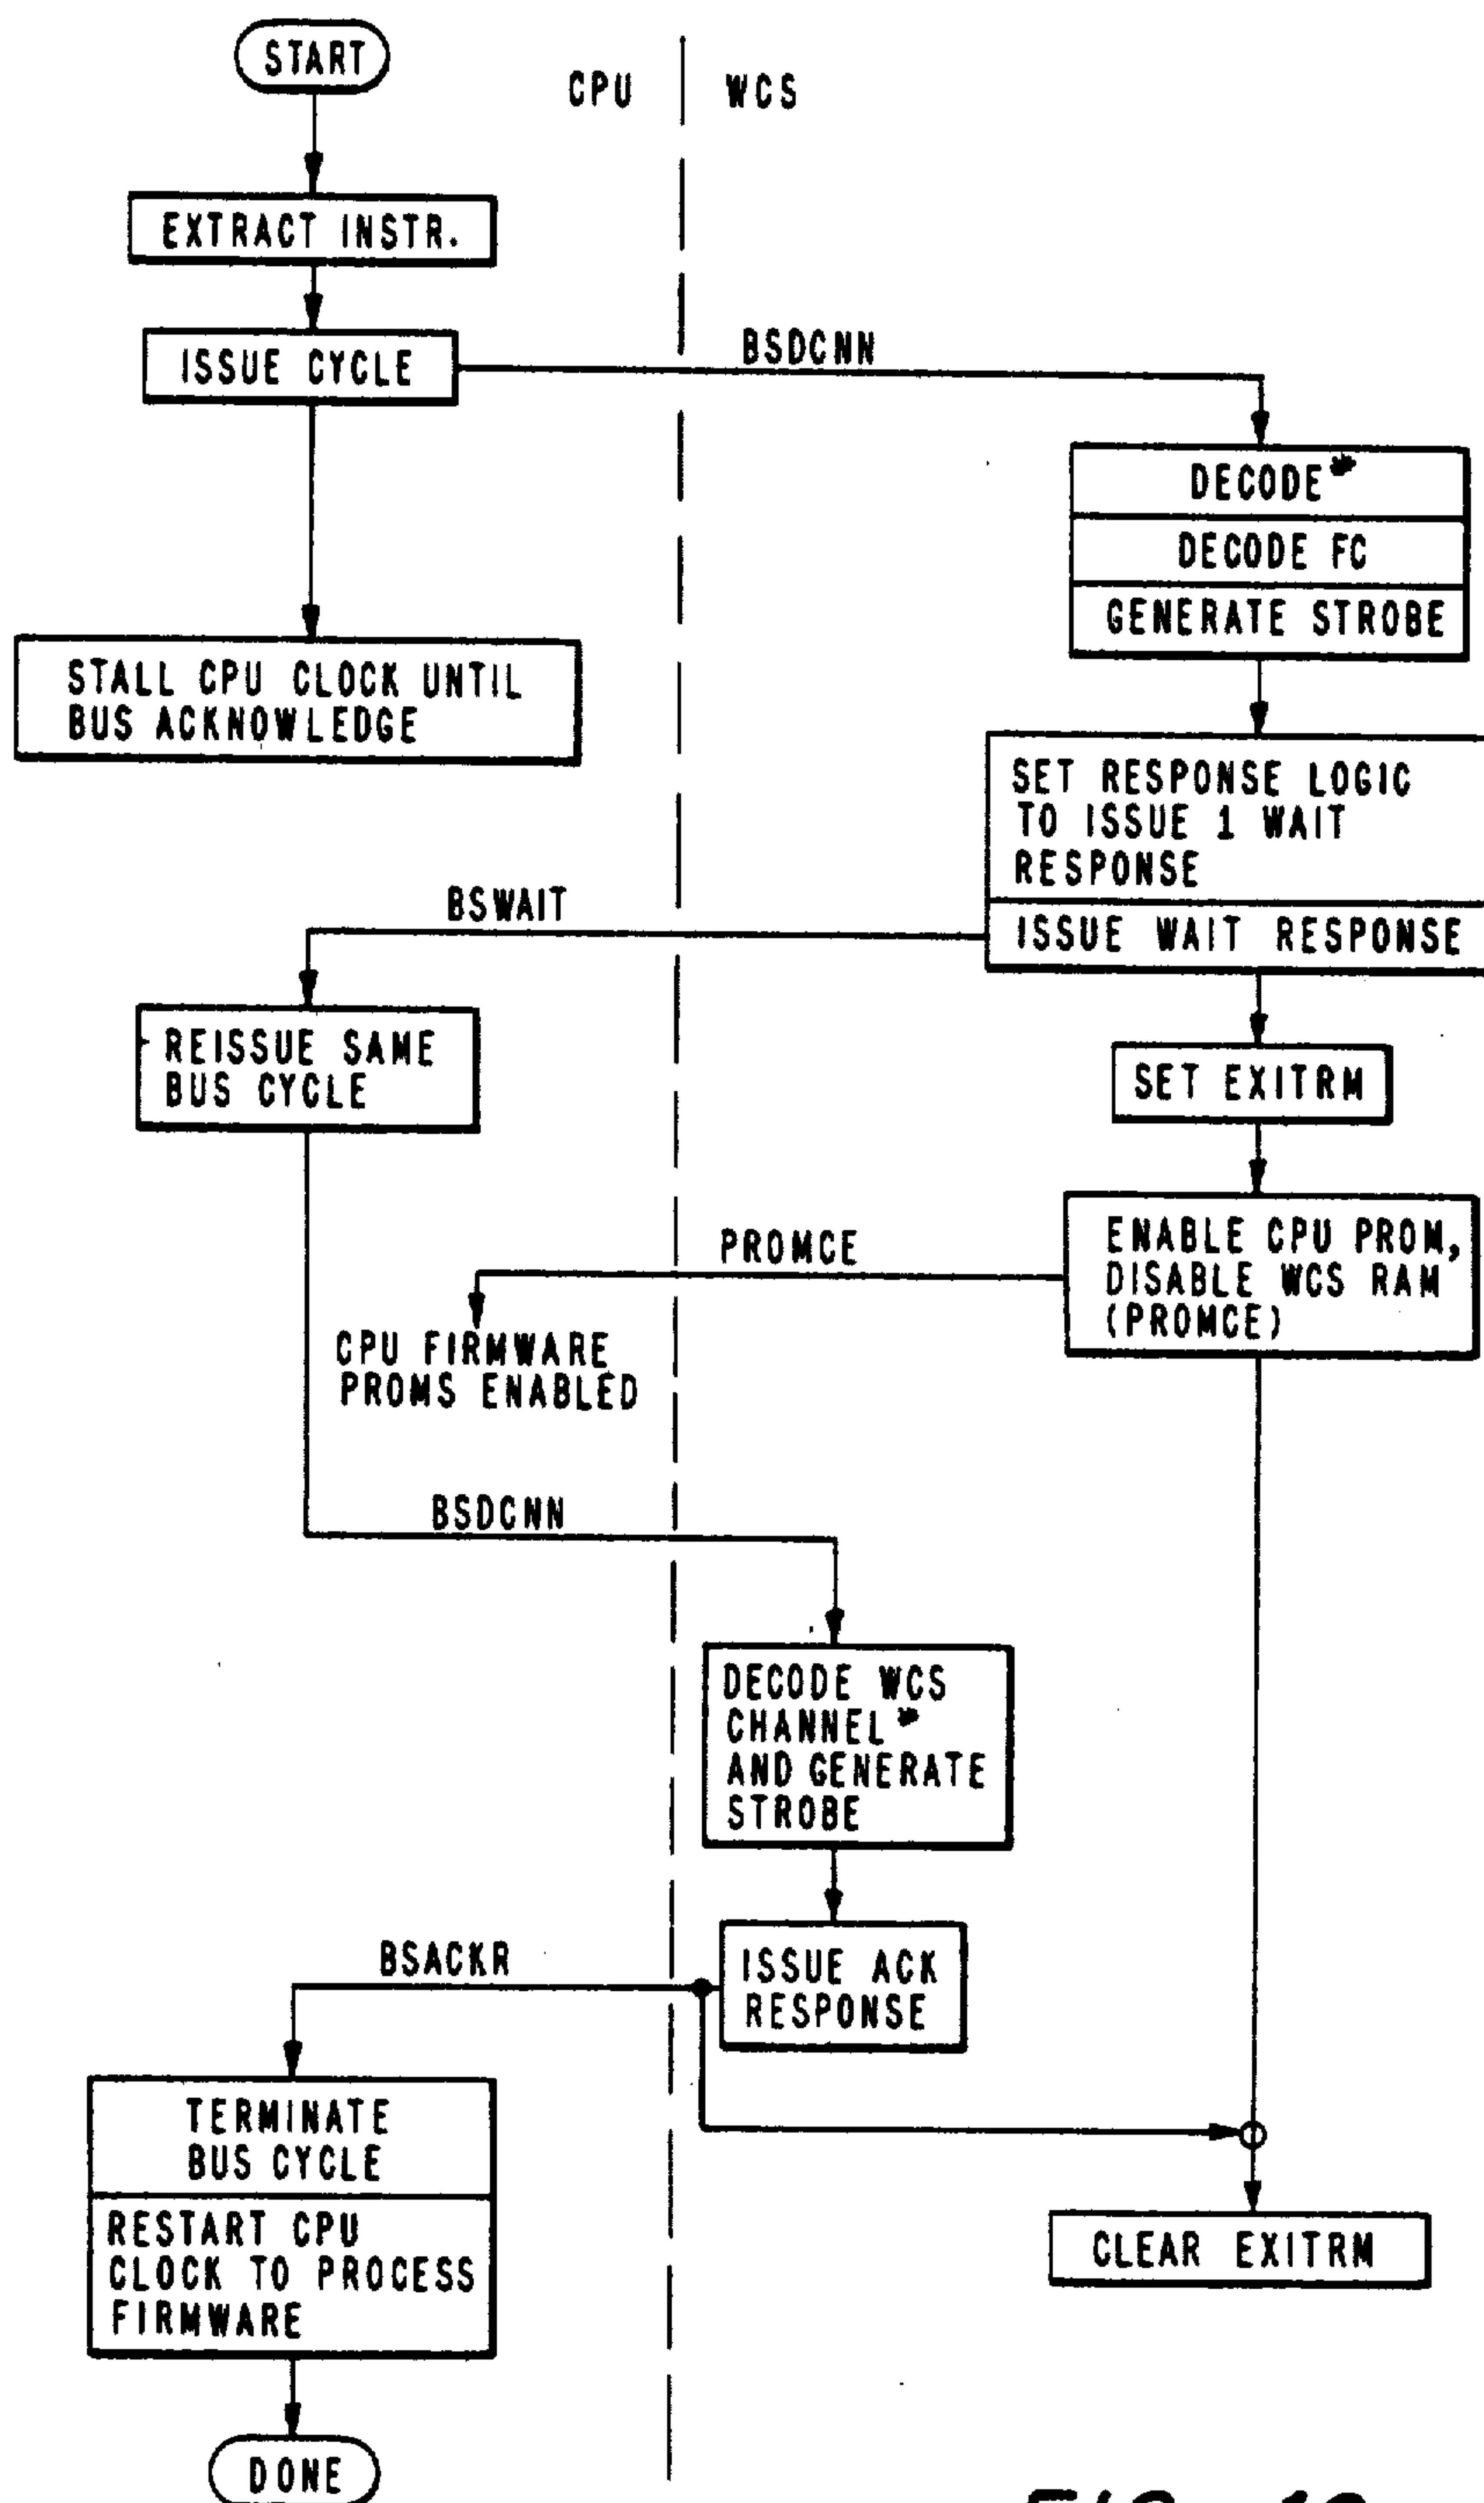 START
CPU
WCS
EXTRACT INSTR.
ISSUE CYCLE
BSDCNN
DECODE*
DECODE FC
GENERATE STROBE
STALL CPU CLOCK UNTIL
BUS ACKNOWLEDGE
SET RESPONSE LOGIC
TO ISSUE 1 WAIT
RESPONSE
BSWAIT
ISSUE WAIT RESPONSE
REISSUE SAME
BUS CYCLE
SET EXITRM
PROMCE
ENABLE CPU PROM,
DISABLE WCS RAM
(PROMCE)
CPU FIRMWARE
PROMS ENABLED
BSDCNN
DECODE WCS
CHANNEL*
AND GENERATE
STROBE
BSACKR
ISSUE ACK
RESPONSE
TERMINATE
BUS CYCLE
RESTART CPU
CLOCK TO PROCESS
FIRMWARE
CLEAR EXITRM
DONE